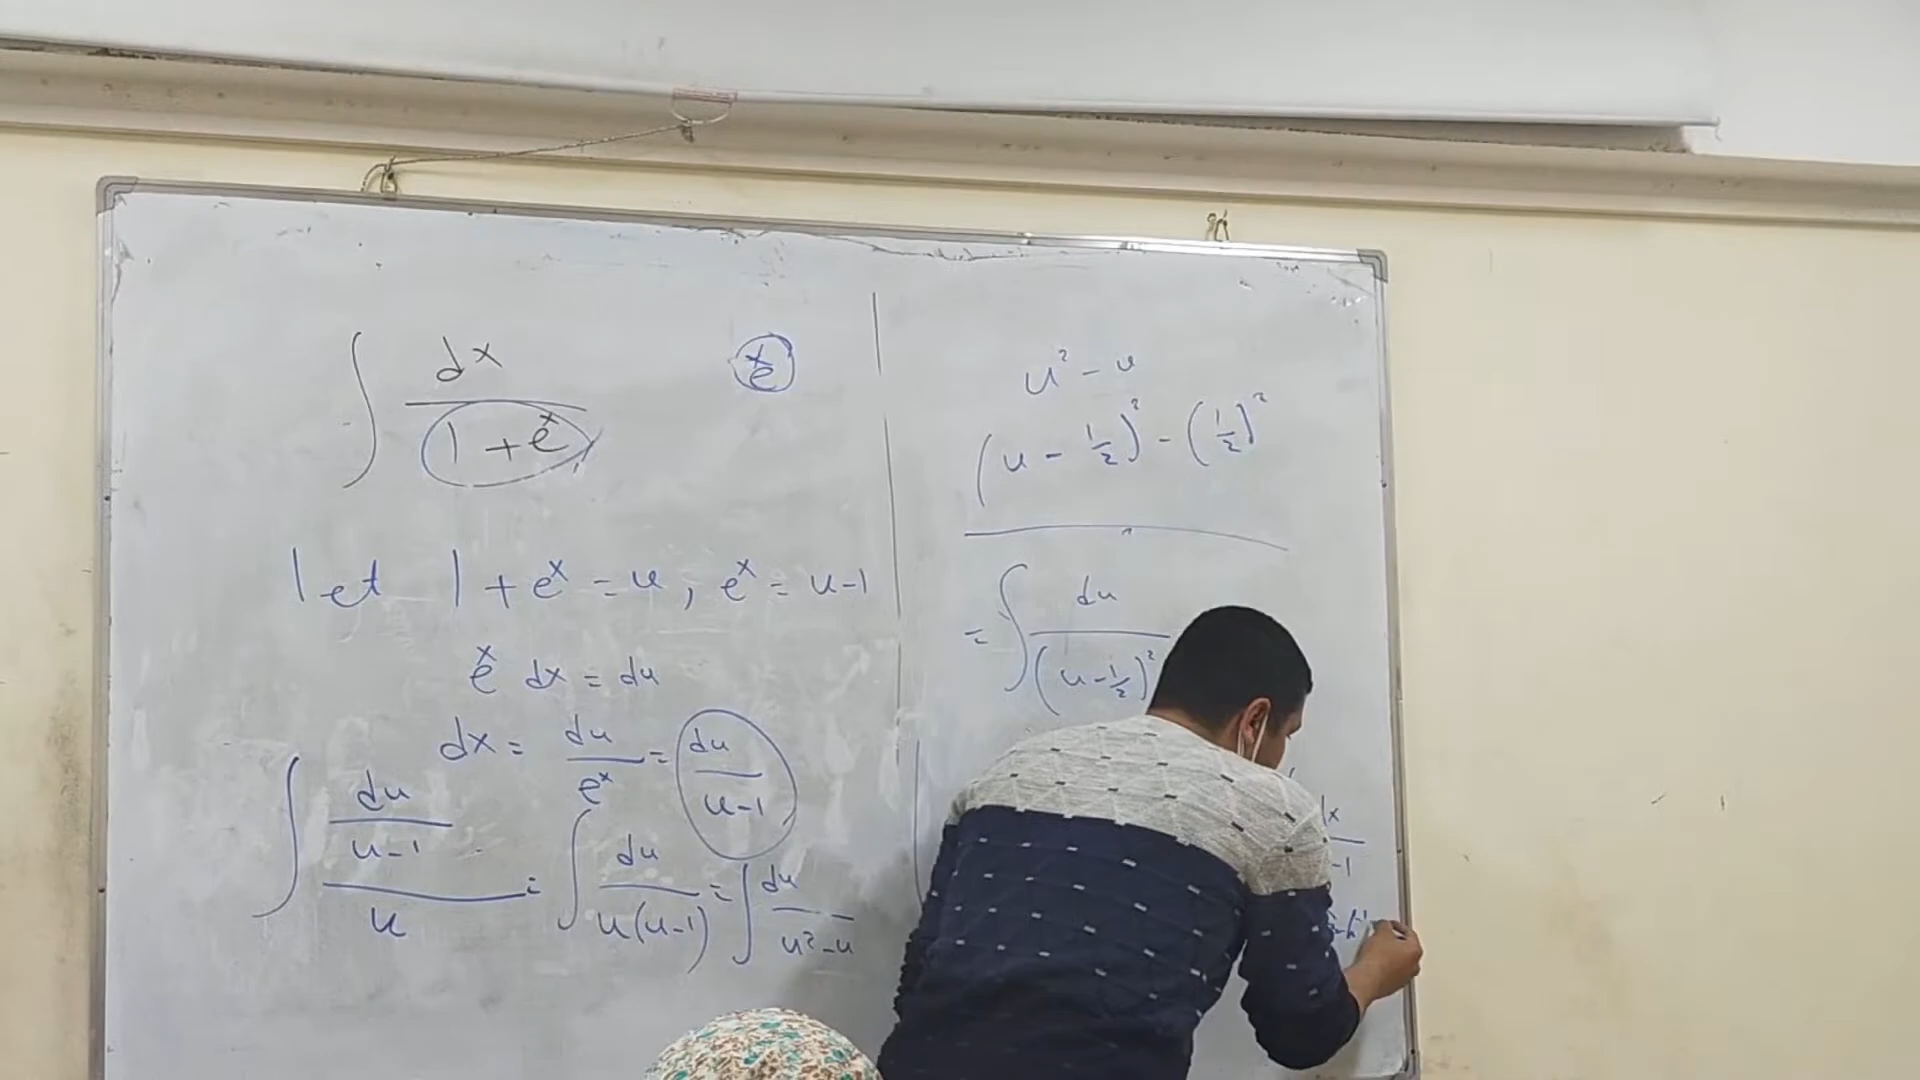 ∫ dx / (1 + e^x)
e^x
let 1 + e^x = u, e^x = u-1
e^x dx = du
dx = du / e^x = du / (u-1)
∫ (du / (u-1)) / u = ∫ du / (u(u-1)) = ∫ du / (u² - u)
u² - u
(u - 1/2)² - (1/2)²
= ∫ du / (u - 1/2)²